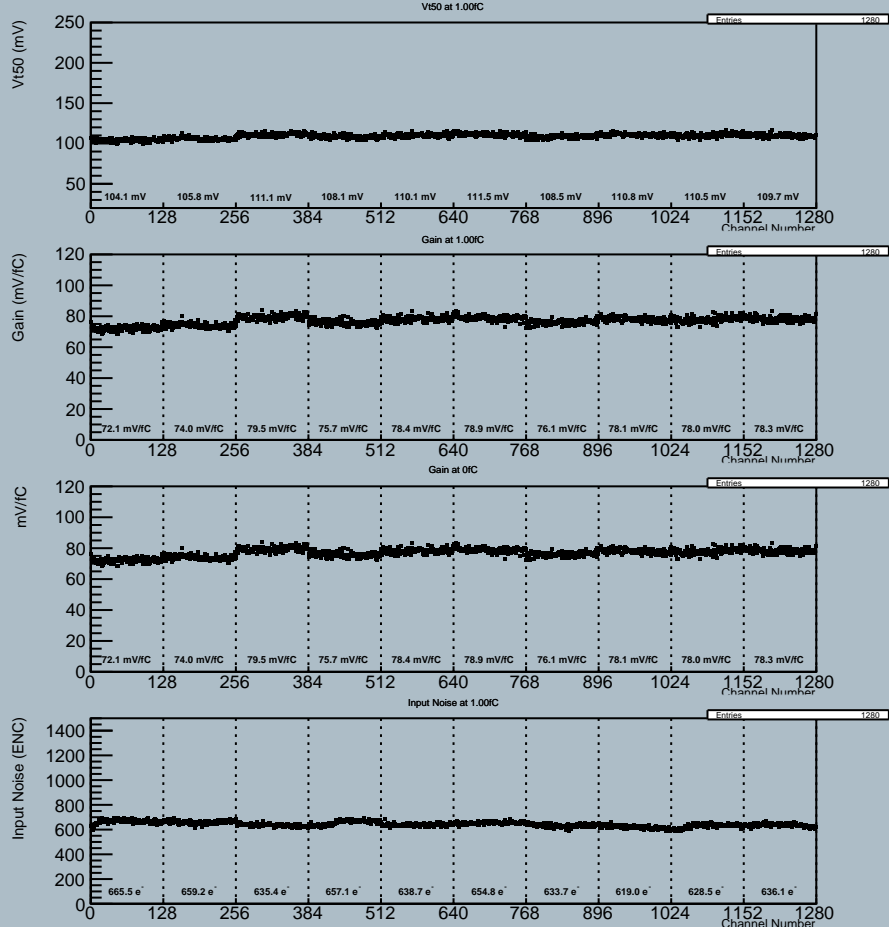 Vt50 at 1.00fC
Entries 1280
Vt50 (mV)
250
200
150
100
50
104.1 mV 105.8 mV 111.1 mV 108.1 mV 110.1 mV 111.5 mV 108.5 mV 110.8 mV 110.5 mV 109.7 mV
0 128 256 384 512 640 768 896 1024 1152 1280
Channel Number
Gain at 1.00fC
Entries 1280
Gain (mV/fC)
120
100
80
60
40
20
0
72.1 mV/fC 74.0 mV/fC 79.5 mV/fC 75.7 mV/fC 78.4 mV/fC 78.9 mV/fC 76.1 mV/fC 78.1 mV/fC 78.0 mV/fC 78.3 mV/fC
0 128 256 384 512 640 768 896 1024 1152 1280
Channel Number
Gain at 0fC
Entries 1280
mV/fC
120
100
80
60
40
20
0
72.1 mV/fC 74.0 mV/fC 79.5 mV/fC 75.7 mV/fC 78.4 mV/fC 78.9 mV/fC 76.1 mV/fC 78.1 mV/fC 78.0 mV/fC 78.3 mV/fC
0 128 256 384 512 640 768 896 1024 1152 1280
Channel Number
Input Noise at 1.00fC
Entries 1280
Input Noise (ENC)
1400
1200
1000
800
600
400
200
0
665.5 e⁻ 659.2 e⁻ 635.4 e⁻ 657.1 e⁻ 638.7 e⁻ 654.8 e⁻ 633.7 e⁻ 619.0 e⁻ 628.5 e⁻ 636.1 e⁻
0 128 256 384 512 640 768 896 1024 1152 1280
Channel Number